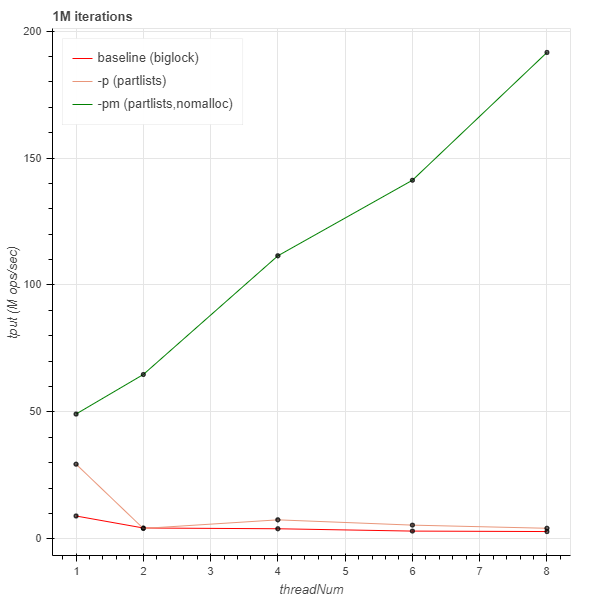 1M iterations
baseline (biglock)
-p (partlists)
-pm (partlists,nomalloc)
200
150
100
50
0
tput (M ops/sec)
1 2 3 4 5 6 7 8
threadNum